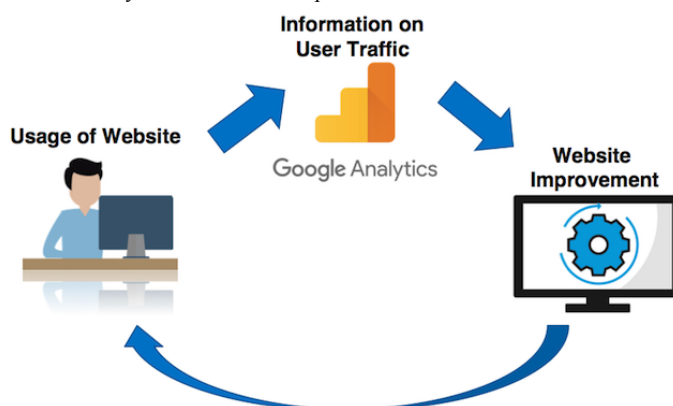 Information on
User Traffic
Usage of Website
Google Analytics
Website
Improvement